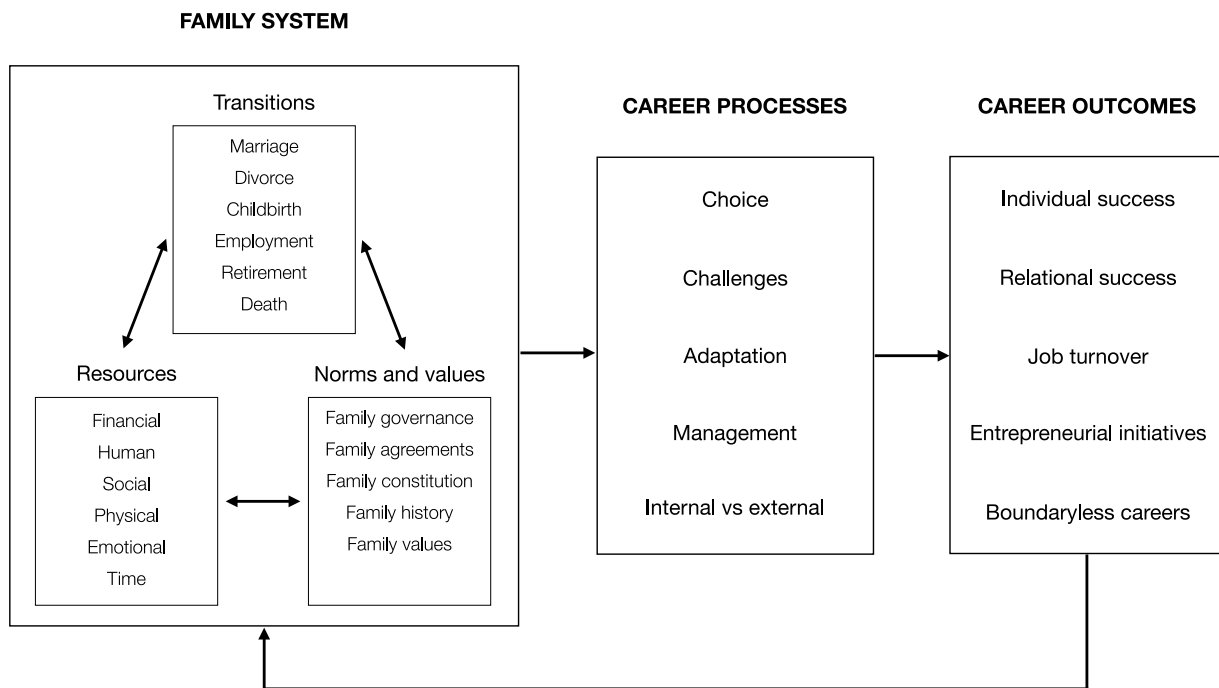 FAMILY SYSTEM
Transitions
Marriage
Divorce
Childbirth
Employment
Retirement
Death
Resources
Financial
Human
Social
Physical
Emotional
Time
Norms and values
Family governance
Family agreements
Family constitution
Family history
Family values
CAREER PROCESSES
Choice
Challenges
Adaptation
Management
Internal vs external
CAREER OUTCOMES
Individual success
Relational success
Job turnover
Entrepreneurial initiatives
Boundaryless careers